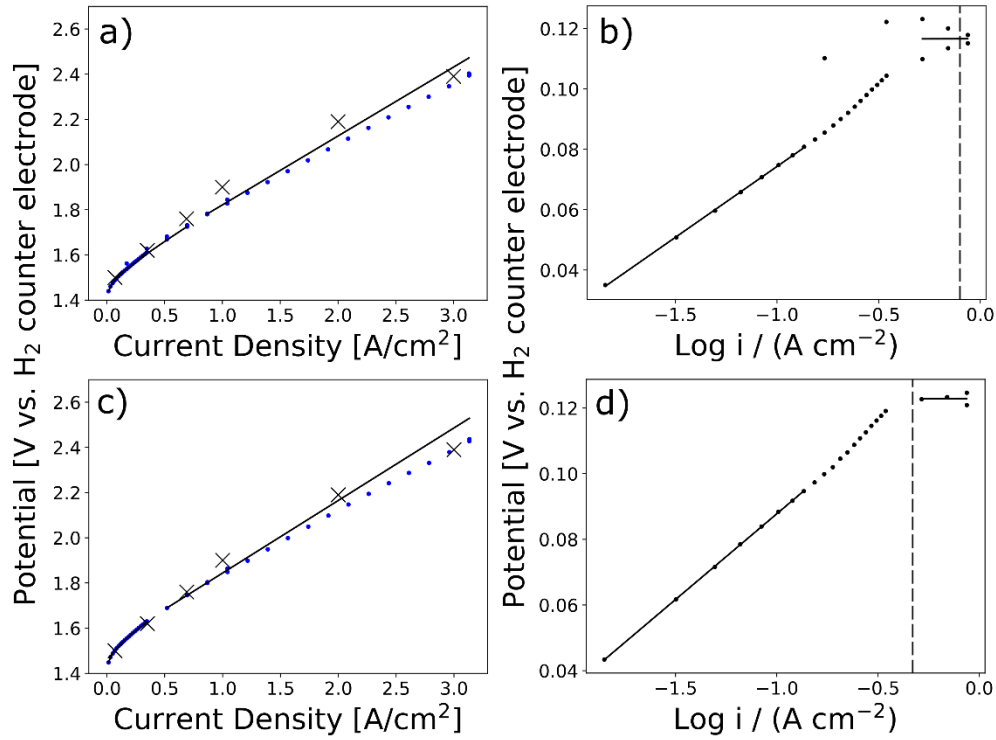 a)
2.6
2.4
2.2
2.0
1.8
1.6
1.4
0.0 0.5 1.0 1.5 2.0 2.5 3.0
Current Density [A/cm²]
b)
0.12
0.10
0.08
0.06
0.04
−1.5 −1.0 −0.5 0.0
Log i / (A cm⁻²)
Potential [V vs. H₂ counter electrode]
Potential [V vs. H₂ counter electrode]
c)
2.6
2.4
2.2
2.0
1.8
1.6
1.4
0.0 0.5 1.0 1.5 2.0 2.5 3.0
Current Density [A/cm²]
d)
0.12
0.10
0.08
0.06
0.04
−1.5 −1.0 −0.5 0.0
Log i / (A cm⁻²)